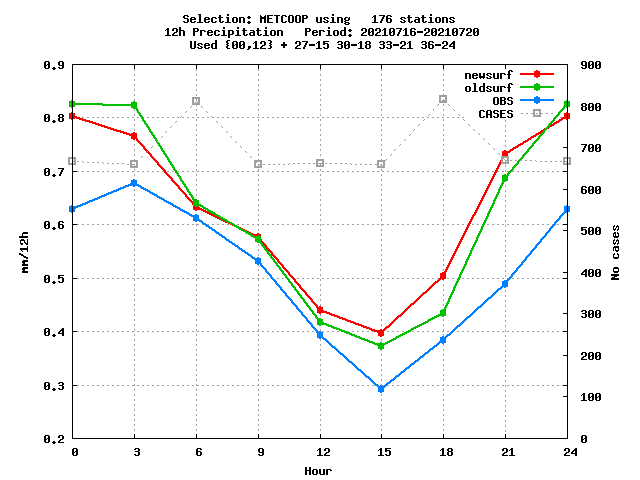 Selection: METCOOP using   176 stations
12h Precipitation   Period: 20210716-20210720
Used {00,12} + 27-15 30-18 33-21 36-24
newsurf
oldsurf
OBS
CASES
0.9
0.8
0.7
0.6
0.5
0.4
0.3
0.2
mm/12h
900
800
700
600
500
400
300
200
100
0
No cases
0 3 6 9 12 15 18 21 24
Hour